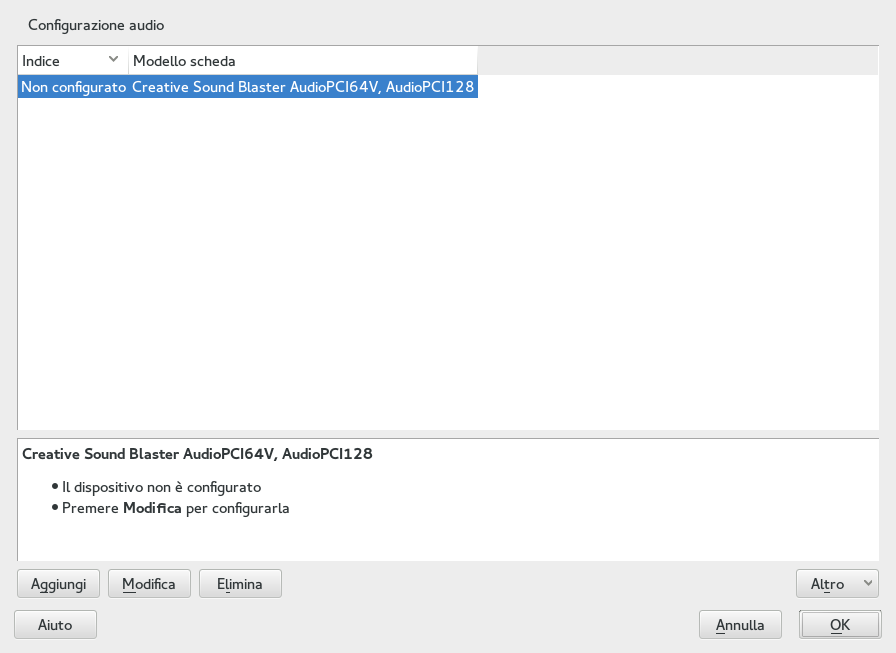 Configurazione audio
Indice Modello scheda
Non configurato Creative Sound Blaster AudioPCI64V, AudioPCI128
Creative Sound Blaster AudioPCI64V, AudioPCI128
• Il dispositivo non è configurato
• Premere Modifica per configurarla
Aggiungi Modifica Elimina Altro
Aiuto Annulla OK